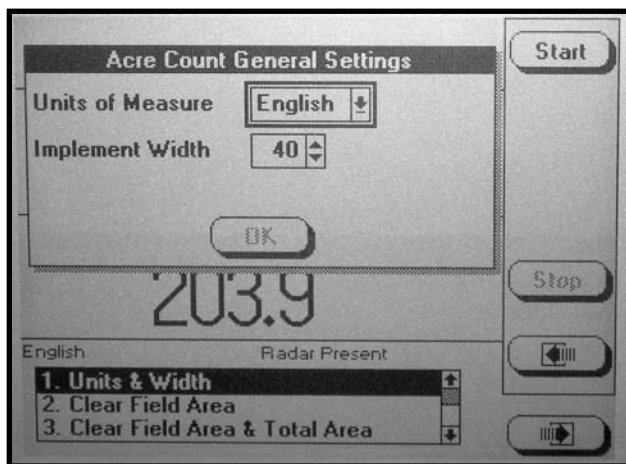 Acre Count General Settings
Units of Measure English
Implement Width 40
OK
203.9
English Radar Present
1. Units & Width
2. Clear Field Area
3. Clear Field Area & Total Area
Start
Stop